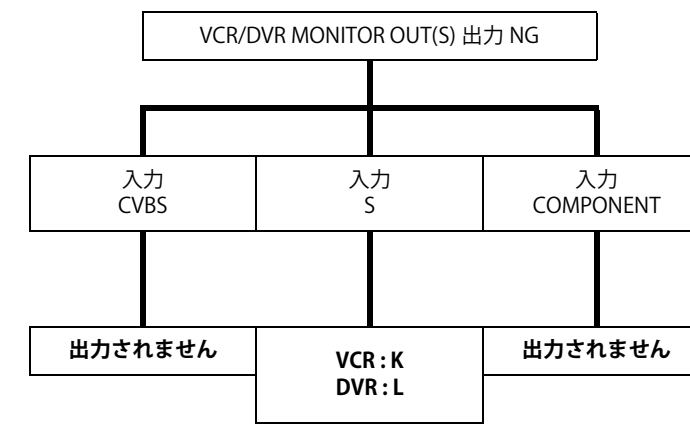 VCR/DVR MONITOR OUT(S) 出力 NG
入力
CVBS
入力
S
入力
COMPONENT
出力されません
VCR : K
DVR : L
出力されません